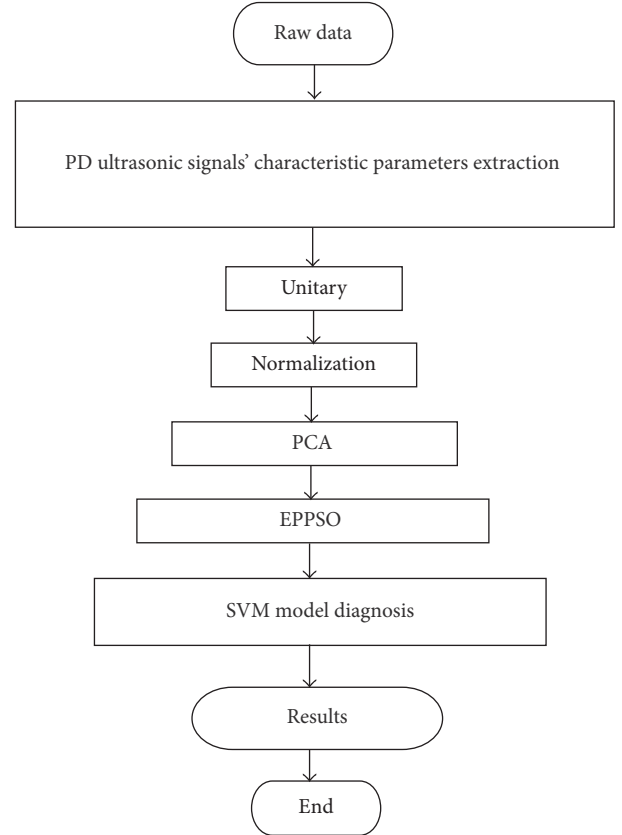 Raw data
PD ultrasonic signals’ characteristic parameters extraction
Unitary
Normalization
PCA
EPPSO
SVM model diagnosis
Results
End